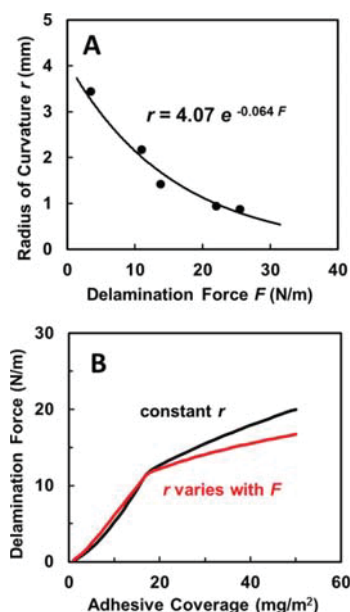 A
5
4
3
2
1
0
Radius of Curvature r (mm)
r = 4.07 e -0.064 F
0 10 20 30 40
Delamination Force F (N/m)
B
30
20
10
0
Delamination Force (N/m)
constant r
r varies with F
0 20 40 60
Adhesive Coverage (mg/m²)